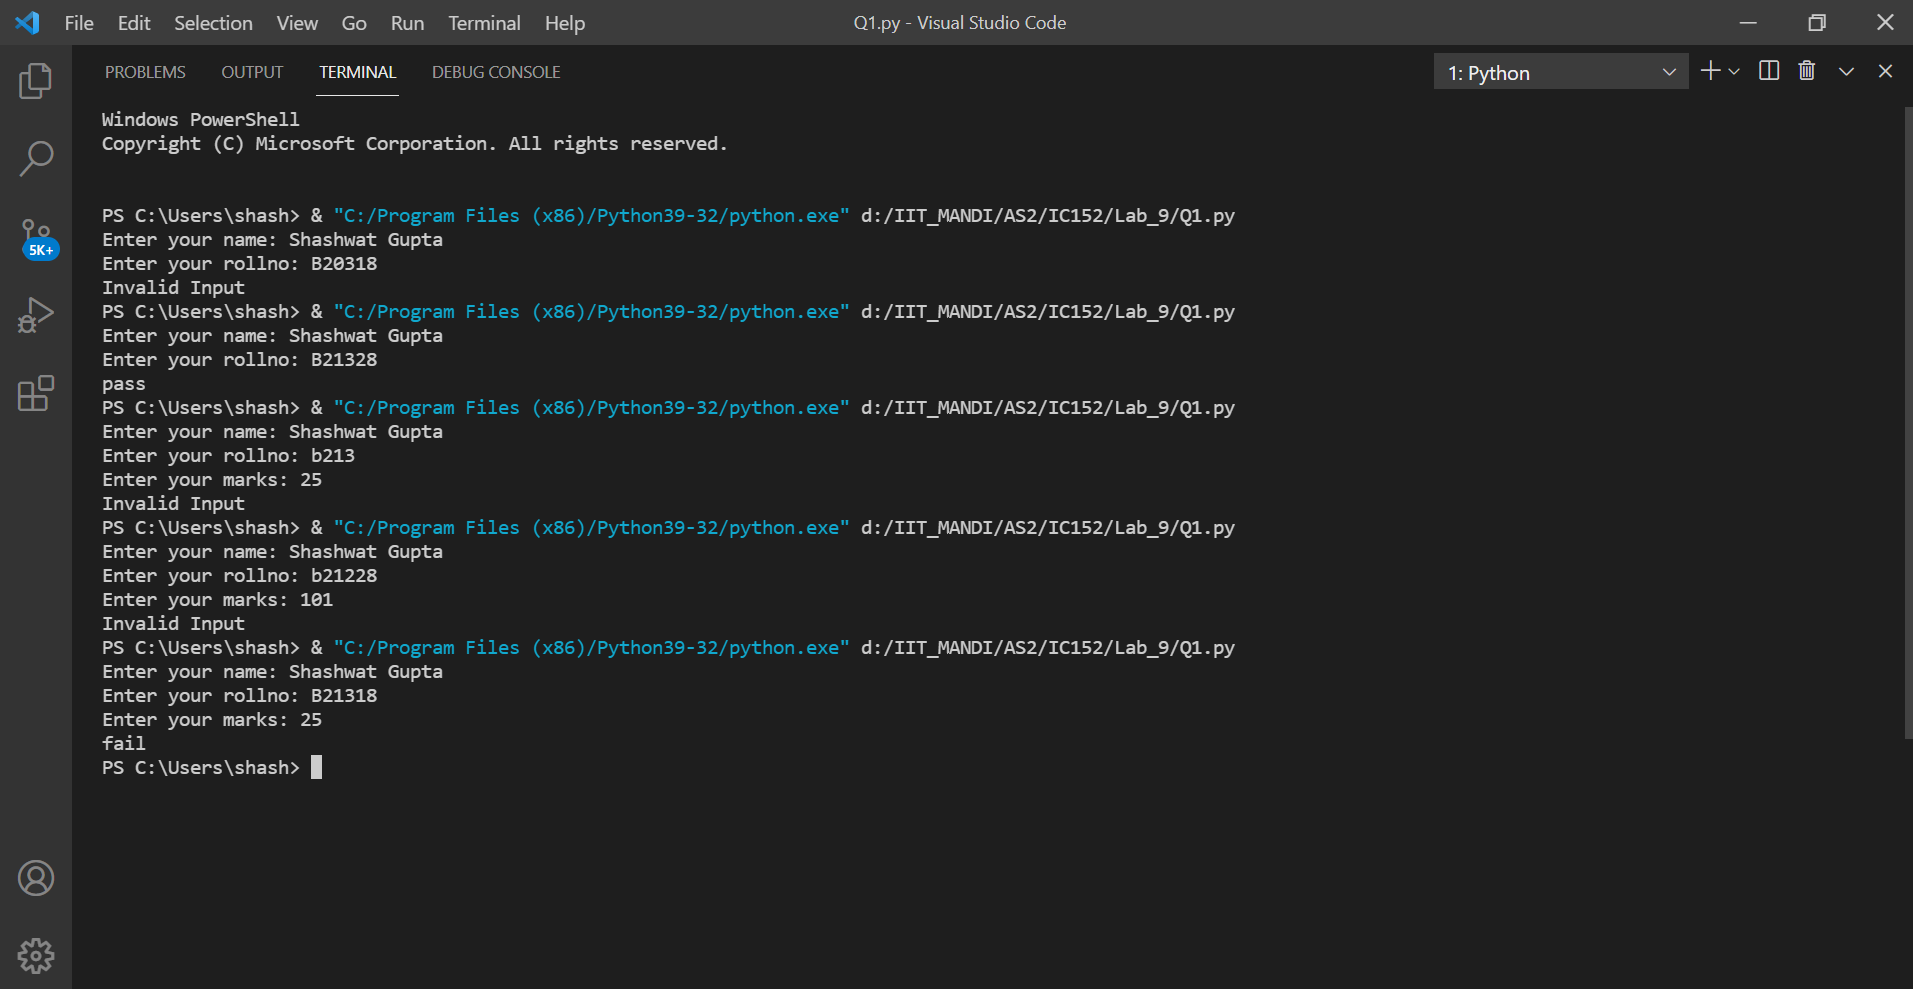 File Edit Selection View Go Run Terminal Help Q1.py - Visual Studio Code
PROBLEMS OUTPUT TERMINAL DEBUG CONSOLE 1: Python
Windows PowerShell
Copyright (C) Microsoft Corporation. All rights reserved.
PS C:\Users\shash> & "C:/Program Files (x86)/Python39-32/python.exe" d:/IIT_MANDI/AS2/IC152/Lab_9/Q1.py
Enter your name: Shashwat Gupta
5K+
Enter your rollno: B20318
Invalid Input
PS C:\Users\shash> & "C:/Program Files (x86)/Python39-32/python.exe" d:/IIT_MANDI/AS2/IC152/Lab_9/Q1.py
Enter your name: Shashwat Gupta
Enter your rollno: B21328
pass
PS C:\Users\shash> & "C:/Program Files (x86)/Python39-32/python.exe" d:/IIT_MANDI/AS2/IC152/Lab_9/Q1.py
Enter your name: Shashwat Gupta
Enter your rollno: b213
Enter your marks: 25
Invalid Input
PS C:\Users\shash> & "C:/Program Files (x86)/Python39-32/python.exe" d:/IIT_MANDI/AS2/IC152/Lab_9/Q1.py
Enter your name: Shashwat Gupta
Enter your rollno: b21228
Enter your marks: 101
Invalid Input
PS C:\Users\shash> & "C:/Program Files (x86)/Python39-32/python.exe" d:/IIT_MANDI/AS2/IC152/Lab_9/Q1.py
Enter your name: Shashwat Gupta
Enter your rollno: B21318
Enter your marks: 25
fail
PS C:\Users\shash>